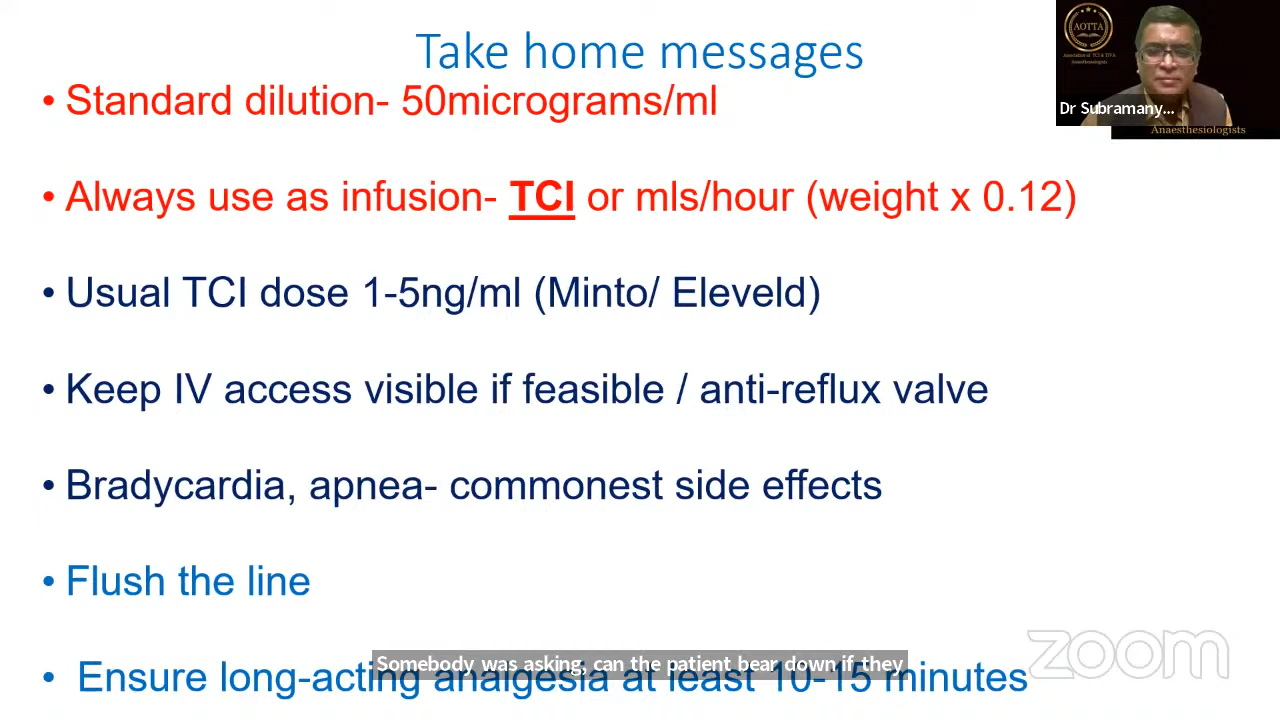 Take home messages
• Standard dilution- 50micrograms/ml
• Always use as infusion- TCI or mls/hour (weight x 0.12)
• Usual TCI dose 1-5ng/ml (Minto/ Eleveld)
• Keep IV access visible if feasible / anti-reflux valve
• Bradycardia, apnea- commonest side effects
• Flush the line
• Ensure long-acting analgesia at least 10-15 minutes
Somebody was asking, can the patient bear down if they
zoom
AOTTA
Association of TCI & TIVA
Anaesthesiologists
Dr Subramany...
Anaesthesiologists